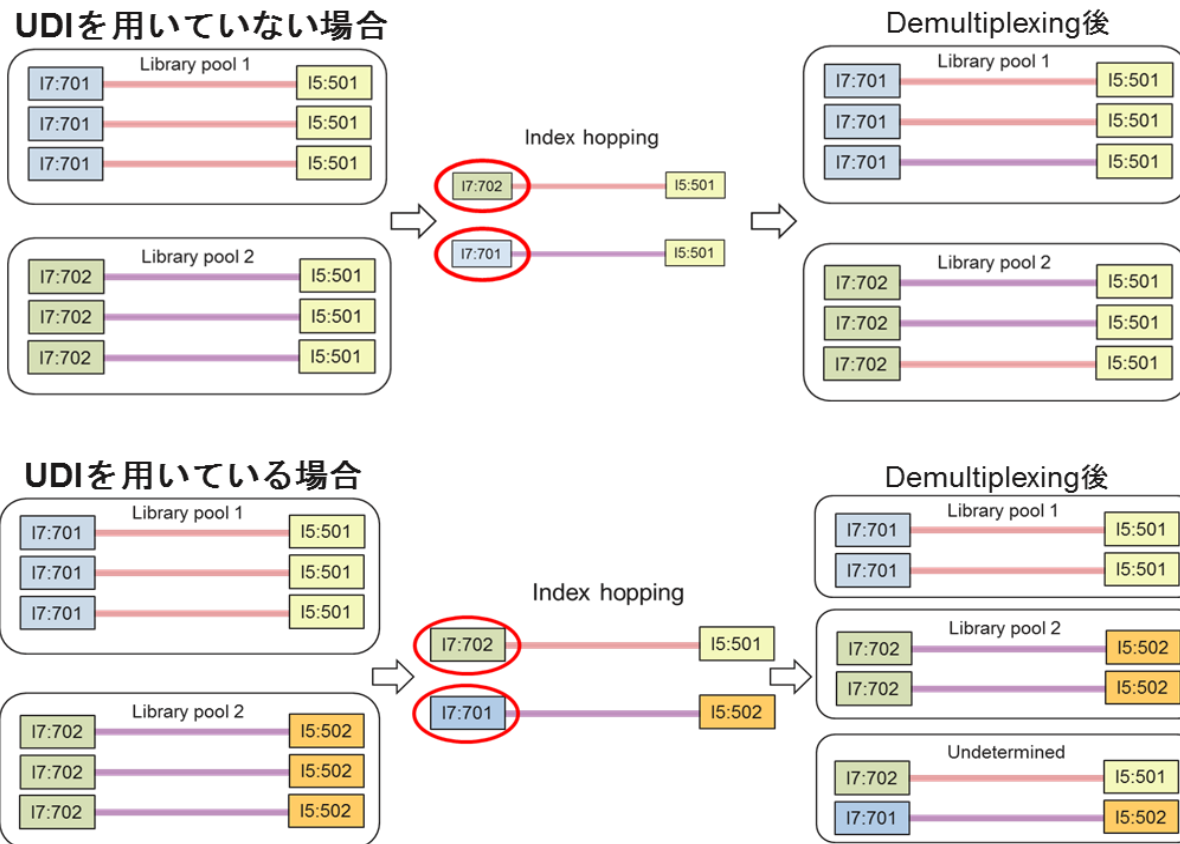 UDIを用いていない場合
Demultiplexing後
Library pool 1
I7:701 I5:501
I7:701 I5:501
I7:701 I5:501
Library pool 2
I7:702 I5:501
I7:702 I5:501
I7:702 I5:501
Index hopping
I7:702 I5:501
I7:701 I5:501
Library pool 1
I7:701 I5:501
I7:701 I5:501
I7:701 I5:501
Library pool 2
I7:702 I5:501
I7:702 I5:501
I7:702 I5:501
UDIを用いている場合
Demultiplexing後
Library pool 1
I7:701 I5:501
I7:701 I5:501
I7:701 I5:501
Library pool 2
I7:702 I5:502
I7:702 I5:502
I7:702 I5:502
Index hopping
I7:702 I5:501
I7:701 I5:502
Library pool 1
I7:701 I5:501
I7:701 I5:501
Library pool 2
I7:702 I5:502
I7:702 I5:502
Undetermined
I7:702 I5:501
I7:701 I5:502